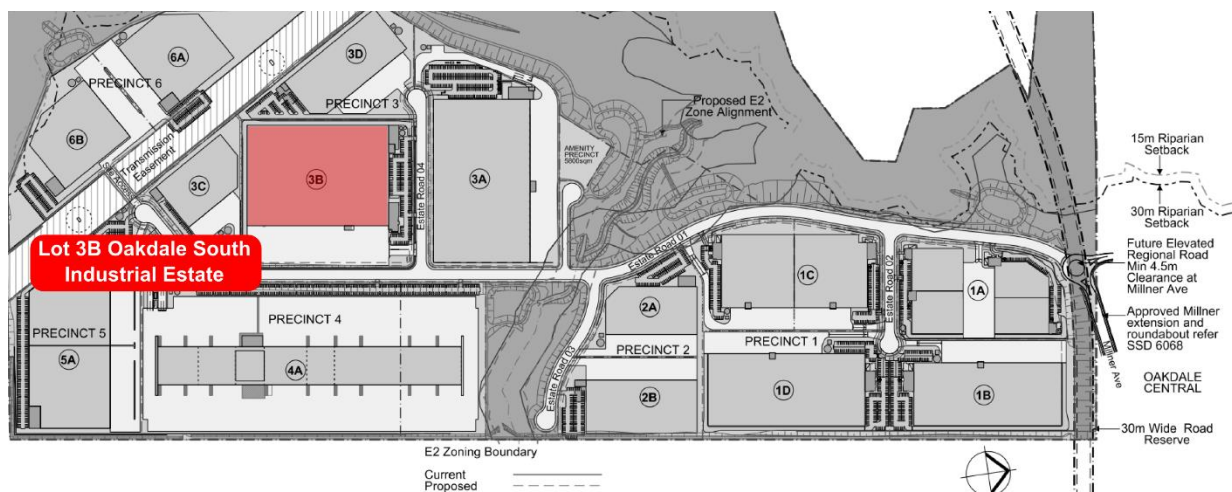 6A
3D
PRECINCT 6
PRECINCT 3
6B
Transmission
Easement
3C
3B
Estate Road 04
3A
AMENITY
PRECINCT
5600sqm
Proposed E2
Zone Alignment
15m Riparian
Setback
30m Riparian
Setback
Lot 3B Oakdale South
Industrial Estate
Estate Road 01
1C
Estate Road 02
1A
Future Elevated
Regional Road
Min 4.5m
Clearance at
Millner Ave
2A
PRECINCT 5
PRECINCT 4
5A
4A
Estate Road 03
PRECINCT 2
PRECINCT 1
Approved Millner
extension and
roundabout refer
SSD 6068
Millner Ave
OAKDALE
CENTRAL
2B
1D
1B
30m Wide Road
Reserve
E2 Zoning Boundary
Current
Proposed